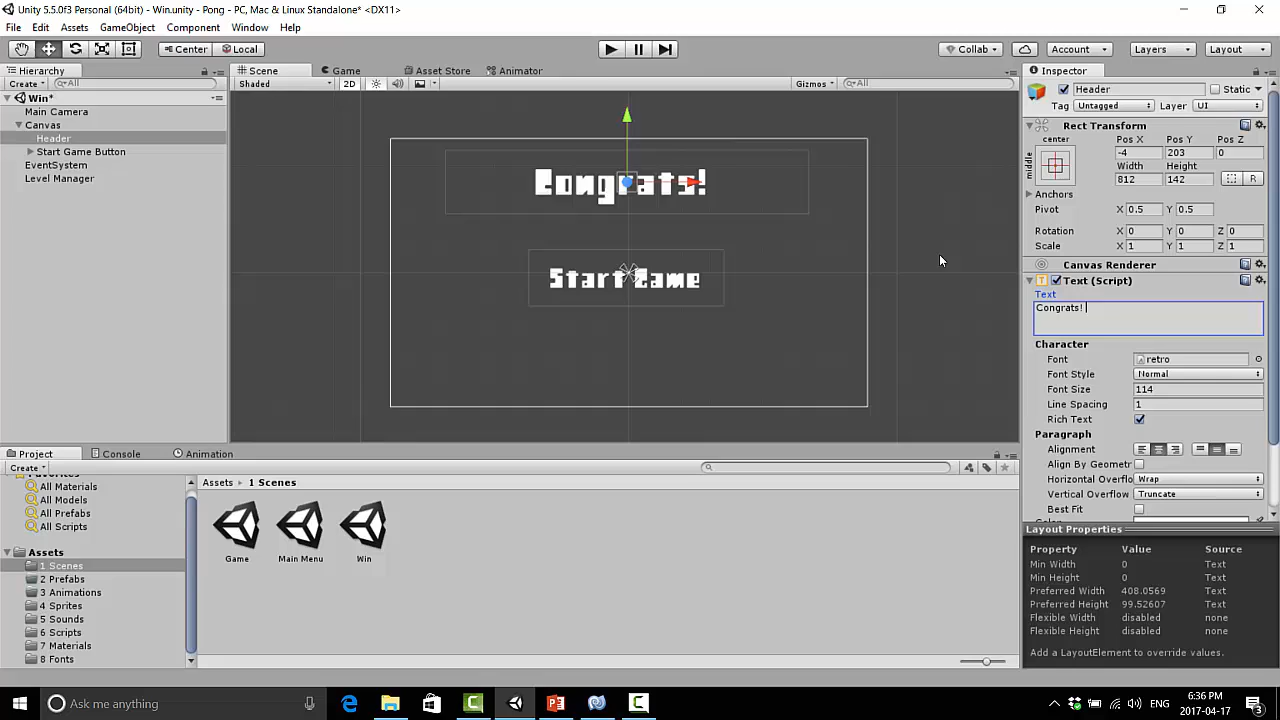 Unity 5.5.0f3 Personal (64bit) - Win.unity - Pong - PC, Mac & Linux Standalone* <DX11>
File Edit Assets GameObject Component Window Help
Center Local Collab Account Layers Layout
Hierarchy
Create All
Win*
Main Camera
Canvas
Header
Start Game Button
EventSystem
Level Manager
Scene Game Asset Store Animator
Shaded 2D Gizmos All
Congrats!
Start Game
Inspector
Header Static
Tag Untagged Layer UI
Rect Transform
center Pos X Pos Y Pos Z
middle -4 203 0
Width Height
812 142 R
Anchors
Pivot X 0.5 Y 0.5
Rotation X 0 Y 0 Z 0
Scale X 1 Y 1 Z 1
Canvas Renderer
Text (Script)
Text
Congrats!
Character
Font retro
Font Style Normal
Font Size 114
Line Spacing 1
Rich Text
Paragraph
Alignment
Align By Geometr
Horizontal Overflo Wrap
Vertical Overflow Truncate
Best Fit
Layout Properties
Property Value Source
Min Width 0 Text
Min Height 0 Text
Preferred Width 408.0569 Text
Preferred Height 99.52607 Text
Flexible Width disabled none
Flexible Height disabled none
Add a LayoutElement to override values.
Project Console Animation
Create
Favorites
All Materials
All Models
All Prefabs
All Scripts
Assets
1 Scenes
2 Prefabs
3 Animations
4 Sprites
5 Sounds
6 Scripts
7 Materials
8 Fonts
Assets 1 Scenes
Game Main Menu Win
Ask me anything
6:36 PM
2017-04-17